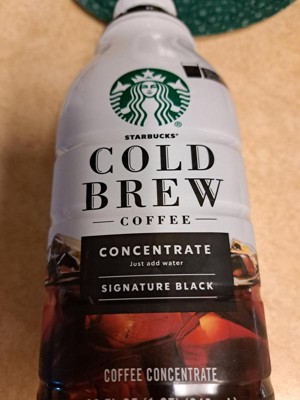 STARBUCKS®
COLD
BREW
COFFEE
CONCENTRATE
Just add water
SIGNATURE BLACK
COFFEE CONCENTRATE